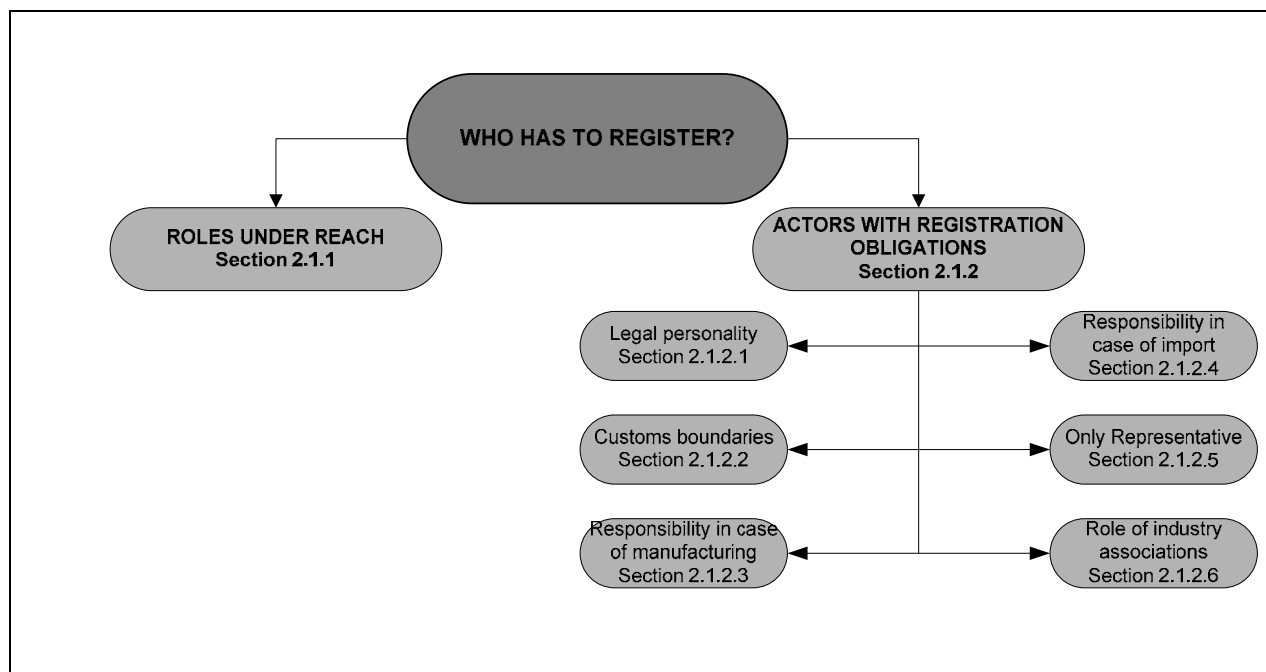 WHO HAS TO REGISTER?
ROLES UNDER REACH
Section 2.1.1
ACTORS WITH REGISTRATION
OBLIGATIONS
Section 2.1.2
Legal personality
Section 2.1.2.1
Responsibility in
case of import
Section 2.1.2.4
Customs boundaries
Section 2.1.2.2
Only Representative
Section 2.1.2.5
Responsibility in case
of manufacturing
Section 2.1.2.3
Role of industry
associations
Section 2.1.2.6